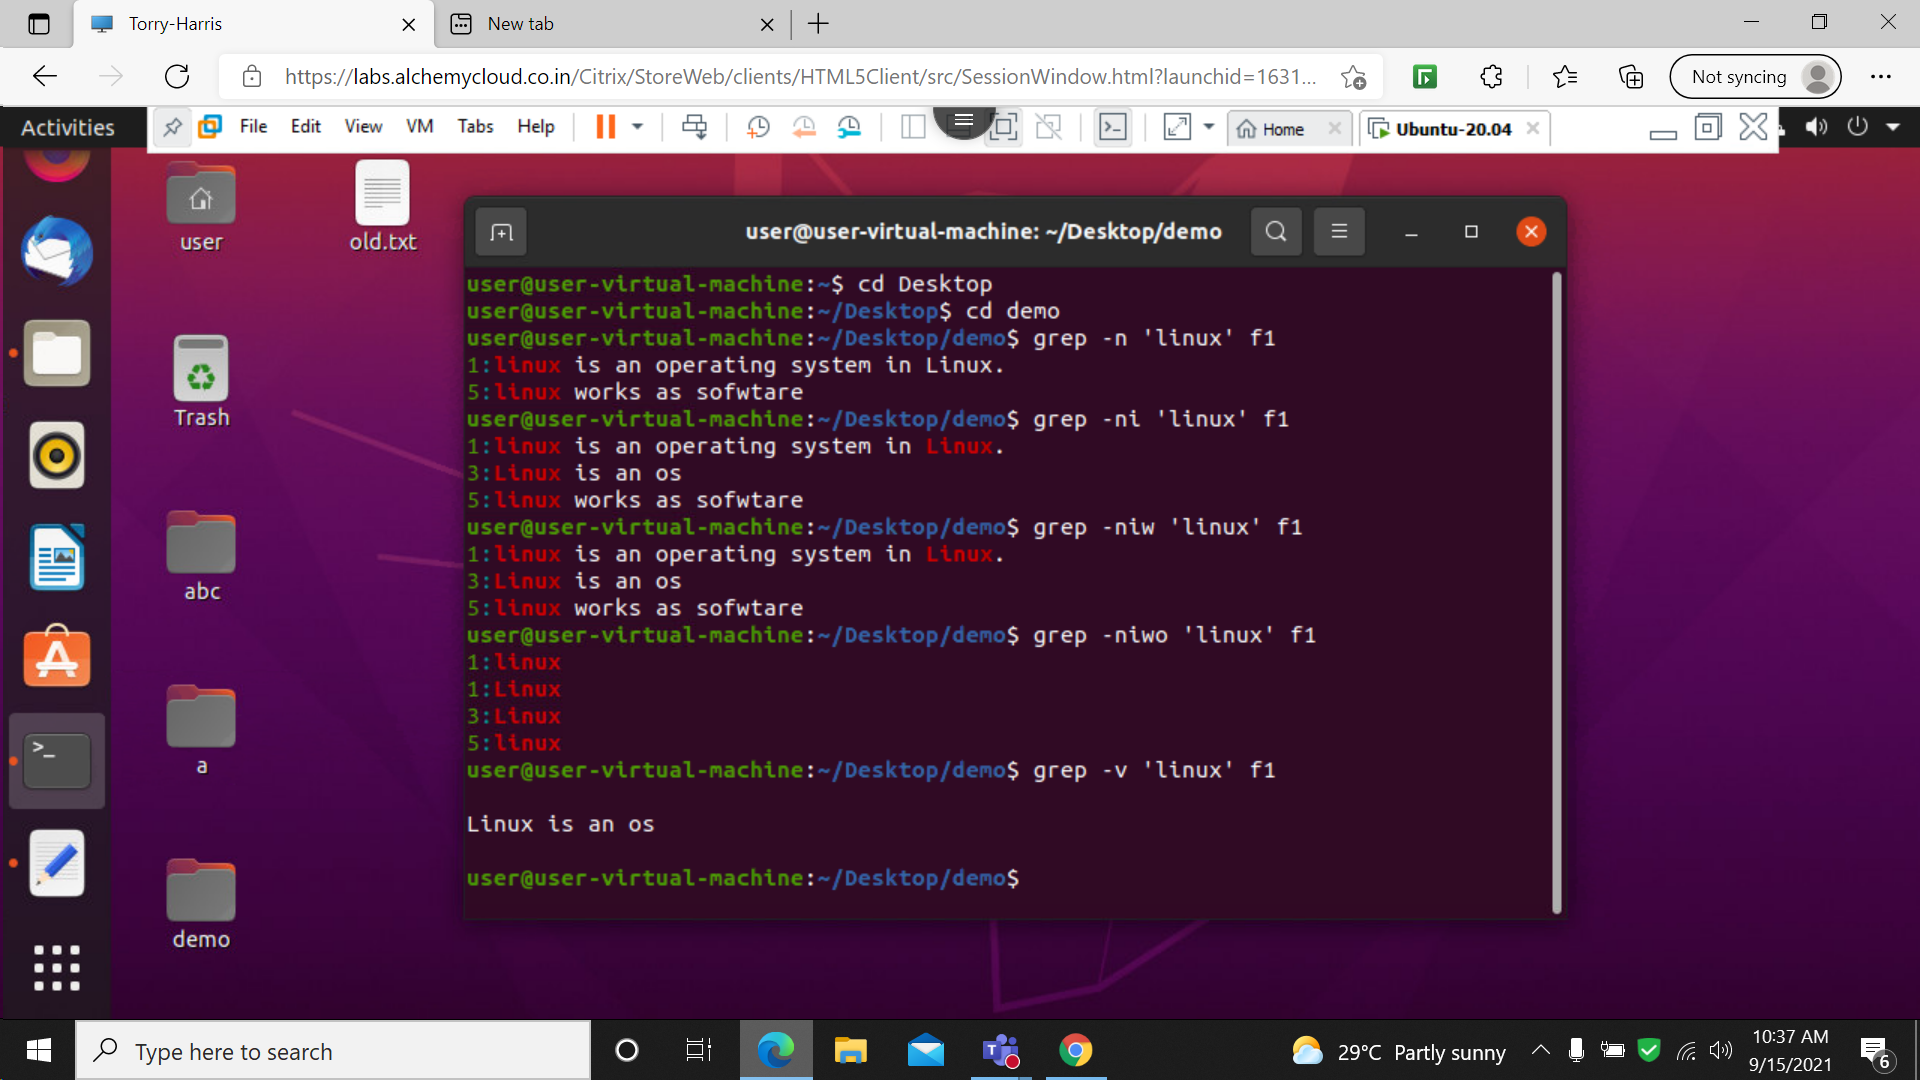 Torry-Harris
New tab
https://labs.alchemycloud.co.in/Citrix/StoreWeb/clients/HTML5Client/src/SessionWindow.html?launchid=1631...
Not syncing
Activities
File Edit View VM Tabs Help
Home
Ubuntu-20.04
user
old.txt
Trash
abc
a
demo
user@user-virtual-machine: ~/Desktop/demo
user@user-virtual-machine:~$ cd Desktop
user@user-virtual-machine:~/Desktop$ cd demo
user@user-virtual-machine:~/Desktop/demo$ grep -n 'linux' f1
1:linux is an operating system in Linux.
5:linux works as sofwtare
user@user-virtual-machine:~/Desktop/demo$ grep -ni 'linux' f1
1:linux is an operating system in Linux.
3:Linux is an os
5:linux works as sofwtare
user@user-virtual-machine:~/Desktop/demo$ grep -niw 'linux' f1
1:linux is an operating system in Linux.
3:Linux is an os
5:linux works as sofwtare
user@user-virtual-machine:~/Desktop/demo$ grep -niwo 'linux' f1
1:linux
1:Linux
3:Linux
5:linux
user@user-virtual-machine:~/Desktop/demo$ grep -v 'linux' f1
Linux is an os
user@user-virtual-machine:~/Desktop/demo$
Type here to search
29°C Partly sunny
10:37 AM
9/15/2021
6